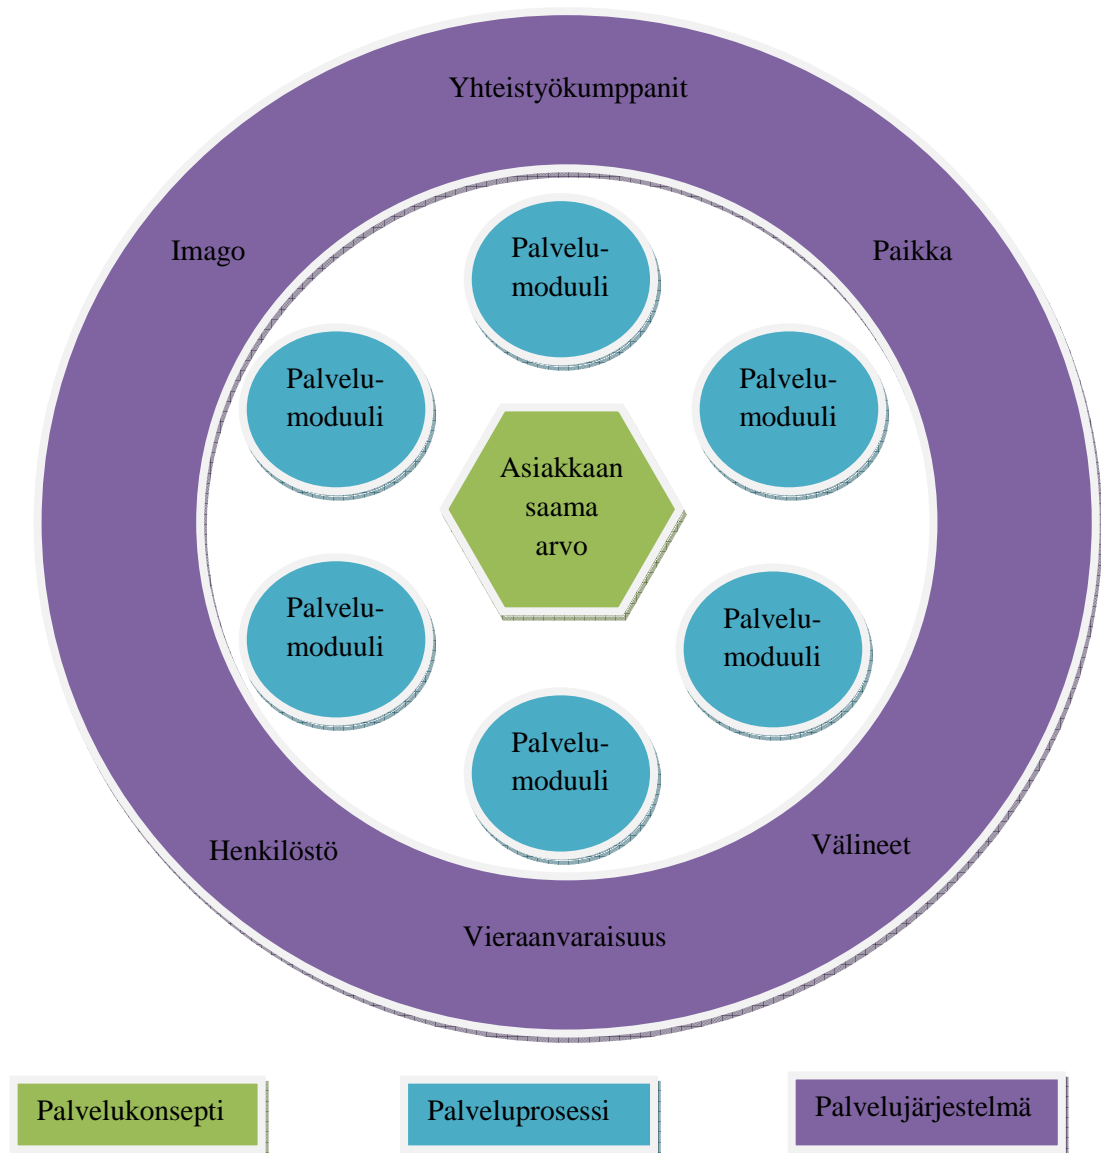 Yhteistyökumppanit
Imago
Paikka
Palvelu-
moduuli
Palvelu-
moduuli
Palvelu-
moduuli
Asiakkaan
saama
arvo
Palvelu-
moduuli
Palvelu-
moduuli
Palvelu-
moduuli
Henkilöstö
Välineet
Vieraanvaraisuus
Palvelukonsepti
Palveluprosessi
Palvelujärjestelmä